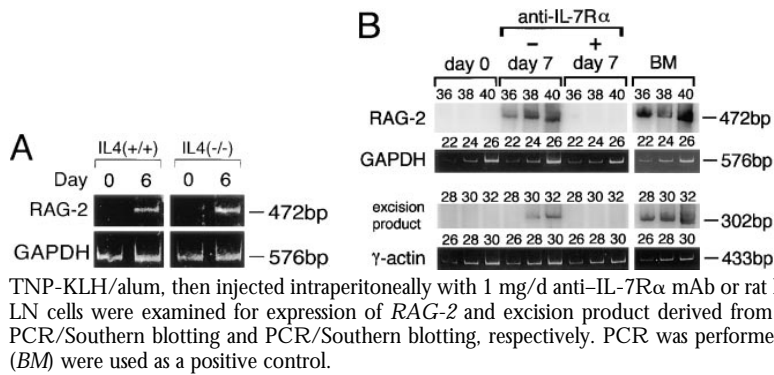 A
IL4(+/+) IL4(-/-)
Day 0 6 0 6
RAG-2 472bp
GAPDH 576bp
B
anti-IL-7Rα
− +
day 0 day 7 day 7 BM
36 38 40 36 38 40 36 38 40 36 38 40
RAG-2 472bp
22 24 26 22 24 26 22 24 26 22 24 26
GAPDH 576bp
28 30 32 28 30 32 28 30 32 28 30 32
excision
product 302bp
26 28 30 26 28 30 26 28 30 26 28 30
γ-actin 433bp
TNP-KLH/alum, then injected intraperitoneally with 1 mg/d anti–IL-7Rα mAb or rat
LN cells were examined for expression of RAG-2 and excision product derived from
PCR/Southern blotting and PCR/Southern blotting, respectively. PCR was performe
(BM) were used as a positive control.